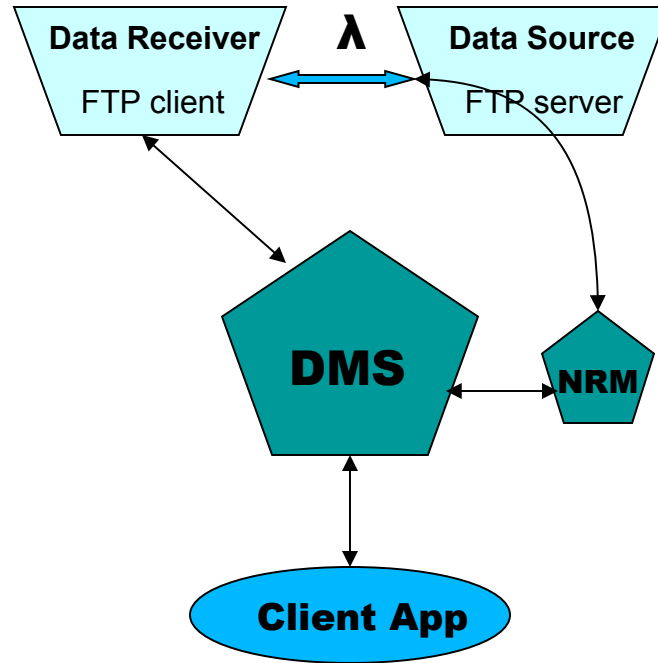 Data Receiver
FTP client
λ
Data Source
FTP server
DMS
NRM
Client App